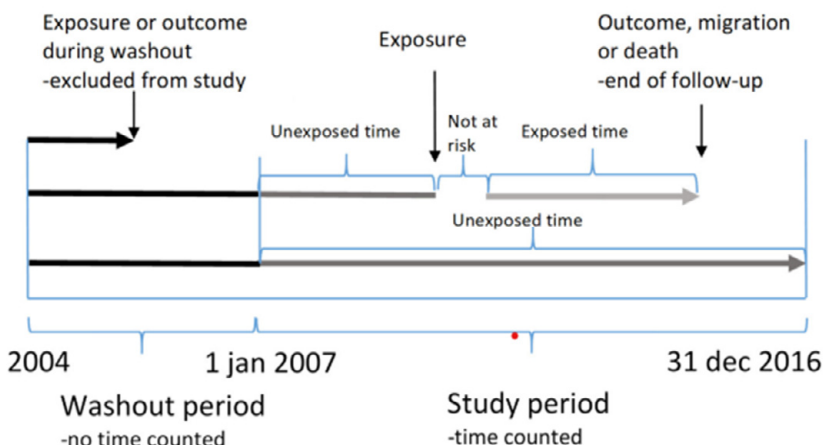 Exposure or outcome
during washout
-excluded from study
Exposure
Outcome, migration
or death
-end of follow-up
Unexposed time
Not at
risk
Exposed time
Unexposed time
2004
1 jan 2007
31 dec 2016
Washout period
-no time counted
Study period
-time counted